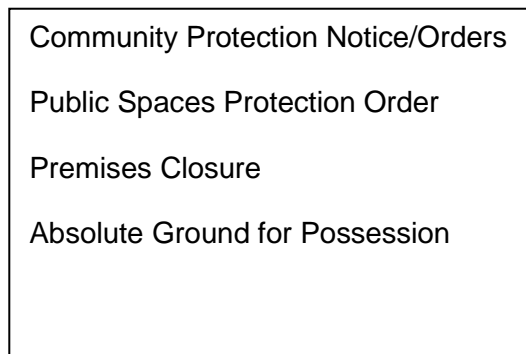 Community Protection Notice/Orders
Public Spaces Protection Order
Premises Closure
Absolute Ground for Possession